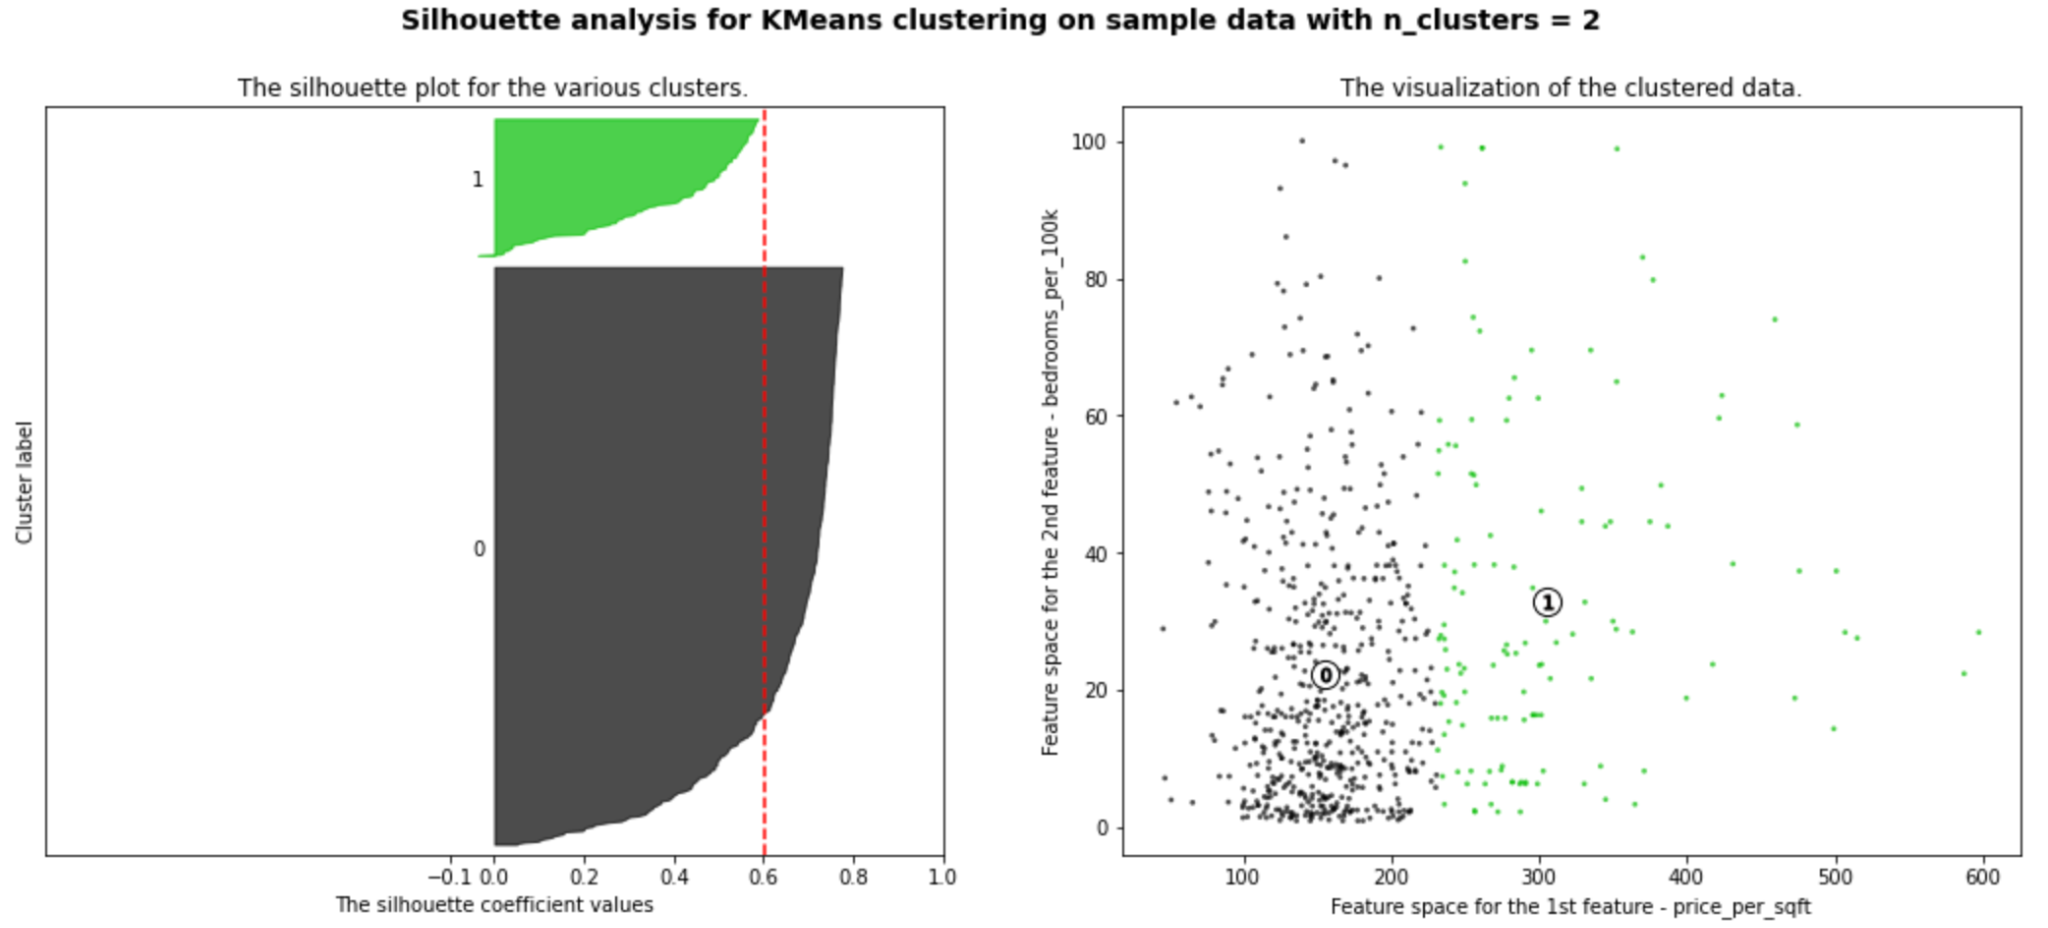 Silhouette analysis for KMeans clustering on sample data with n_clusters = 2
The silhouette plot for the various clusters.
1
0
Cluster label
−0.1 0.0 0.2 0.4 0.6 0.8 1.0
The silhouette coefficient values
The visualization of the clustered data.
100
80
60
40
20
0
Feature space for the 2nd feature - bedrooms_per_100k
1
0
100 200 300 400 500 600
Feature space for the 1st feature - price_per_sqft